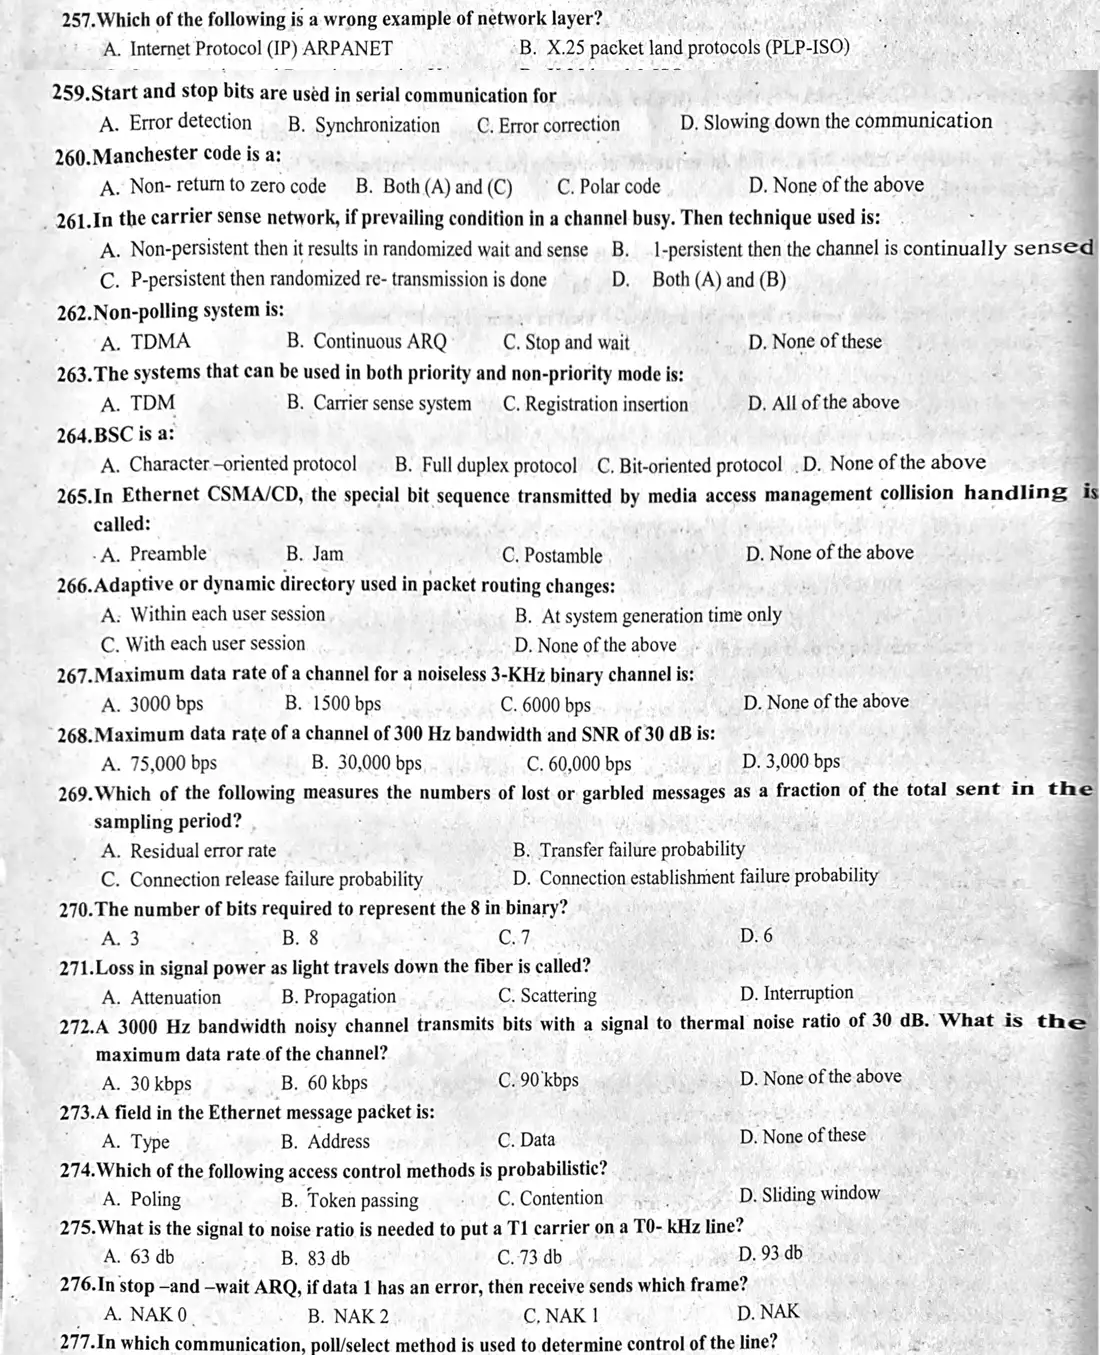 257.Which of the following is a wrong example of network layer?
A. Internet Protocol (IP) ARPANET B. X.25 packet land protocols (PLP-ISO)
259.Start and stop bits are used in serial communication for
A. Error detection B. Synchronization C. Error correction D. Slowing down the communication
260.Manchester code is a:
A. Non- return to zero code B. Both (A) and (C) C. Polar code D. None of the above
261.In the carrier sense network, if prevailing condition in a channel busy. Then technique used is:
A. Non-persistent then it results in randomized wait and sense B. 1-persistent then the channel is continually sensed
C. P-persistent then randomized re- transmission is done D. Both (A) and (B)
262.Non-polling system is:
A. TDMA B. Continuous ARQ C. Stop and wait D. None of these
263.The systems that can be used in both priority and non-priority mode is:
A. TDM B. Carrier sense system C. Registration insertion D. All of the above
264.BSC is a:
A. Character –oriented protocol B. Full duplex protocol C. Bit-oriented protocol D. None of the above
265.In Ethernet CSMA/CD, the special bit sequence transmitted by media access management collision handling is
called:
A. Preamble B. Jam C. Postamble D. None of the above
266.Adaptive or dynamic directory used in packet routing changes:
A. Within each user session B. At system generation time only
C. With each user session D. None of the above
267.Maximum data rate of a channel for a noiseless 3-KHz binary channel is:
A. 3000 bps B. 1500 bps C. 6000 bps D. None of the above
268.Maximum data rate of a channel of 300 Hz bandwidth and SNR of 30 dB is:
A. 75,000 bps B. 30,000 bps C. 60,000 bps D. 3,000 bps
269.Which of the following measures the numbers of lost or garbled messages as a fraction of the total sent in the
sampling period?
A. Residual error rate B. Transfer failure probability
C. Connection release failure probability D. Connection establishment failure probability
270.The number of bits required to represent the 8 in binary?
A. 3 B. 8 C. 7 D. 6
271.Loss in signal power as light travels down the fiber is called?
A. Attenuation B. Propagation C. Scattering D. Interruption
272.A 3000 Hz bandwidth noisy channel transmits bits with a signal to thermal noise ratio of 30 dB. What is the
maximum data rate of the channel?
A. 30 kbps B. 60 kbps C. 90 kbps D. None of the above
273.A field in the Ethernet message packet is:
A. Type B. Address C. Data D. None of these
274.Which of the following access control methods is probabilistic?
A. Poling B. Token passing C. Contention D. Sliding window
275.What is the signal to noise ratio is needed to put a T1 carrier on a T0- kHz line?
A. 63 db B. 83 db C. 73 db D. 93 db
276.In stop –and –wait ARQ, if data 1 has an error, then receive sends which frame?
A. NAK 0 B. NAK 2 C. NAK 1 D. NAK
277.In which communication, poll/select method is used to determine control of the line?